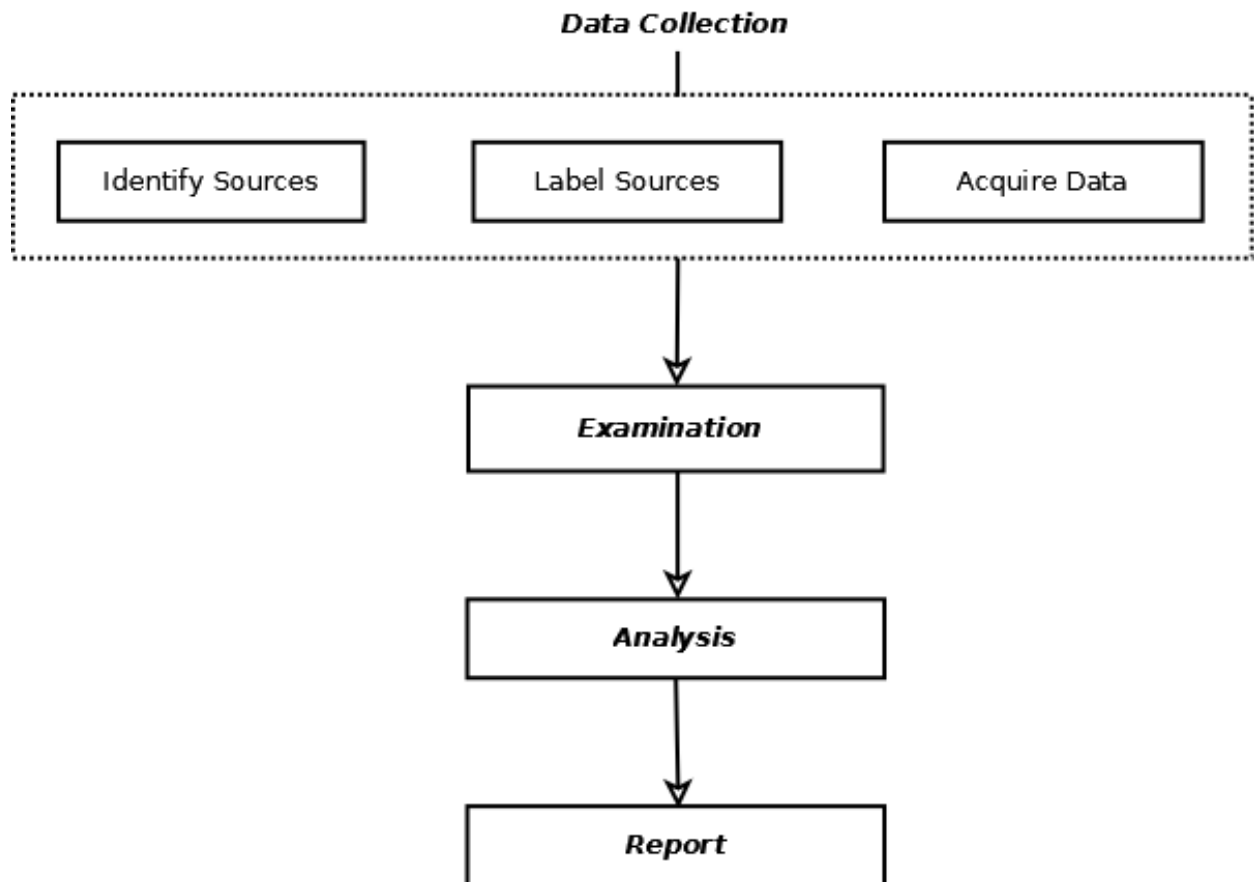 Data Collection
Identify Sources
Label Sources
Acquire Data
Examination
Analysis
Report